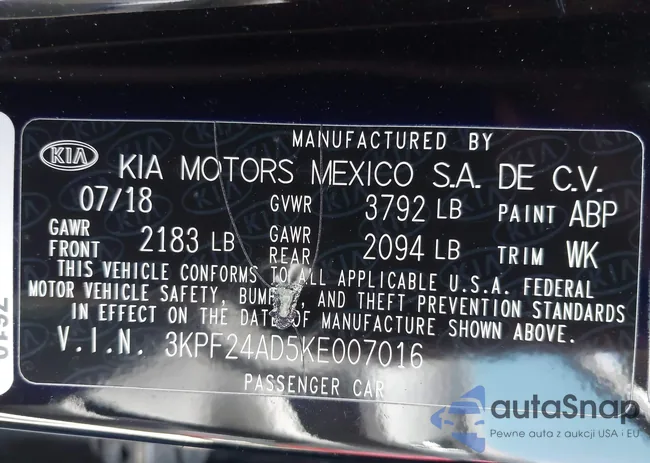 MANUFACTURED BY
KIA KIA MOTORS MEXICO S.A. DE C.V.
07/18 GVWR 3792 LB PAINT ABP
GAWR FRONT 2183 LB GAWR REAR 2094 LB TRIM WK
THIS VEHICLE CONFORMS TO ALL APPLICABLE U.S.A. FEDERAL
MOTOR VEHICLE SAFETY, BUMPER, AND THEFT PREVENTION STANDARDS
IN EFFECT ON THE DATE OF MANUFACTURE SHOWN ABOVE.
V.I.N. 3KPF24AD5KE007016
PASSENGER CAR
autaSnap
Pewne auta z aukcji USA i EU